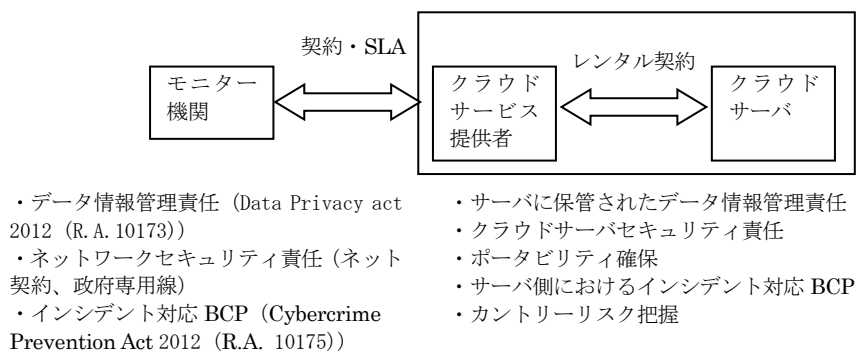 契約・SLA
レンタル契約
モニター
機関
クラウド
サービス
提供者
クラウド
サーバ
・データ情報管理責任（Data Privacy act
2012（R.A.10173））
・ネットワークセキュリティ責任（ネット
契約、政府専用線）
・インシデント対応 BCP（Cybercrime
Prevention Act 2012（R.A. 10175））
・サーバに保管されたデータ情報管理責任
・クラウドサーバセキュリティ責任
・ポータビリティ確保
・サーバ側におけるインシデント対応 BCP
・カントリーリスク把握